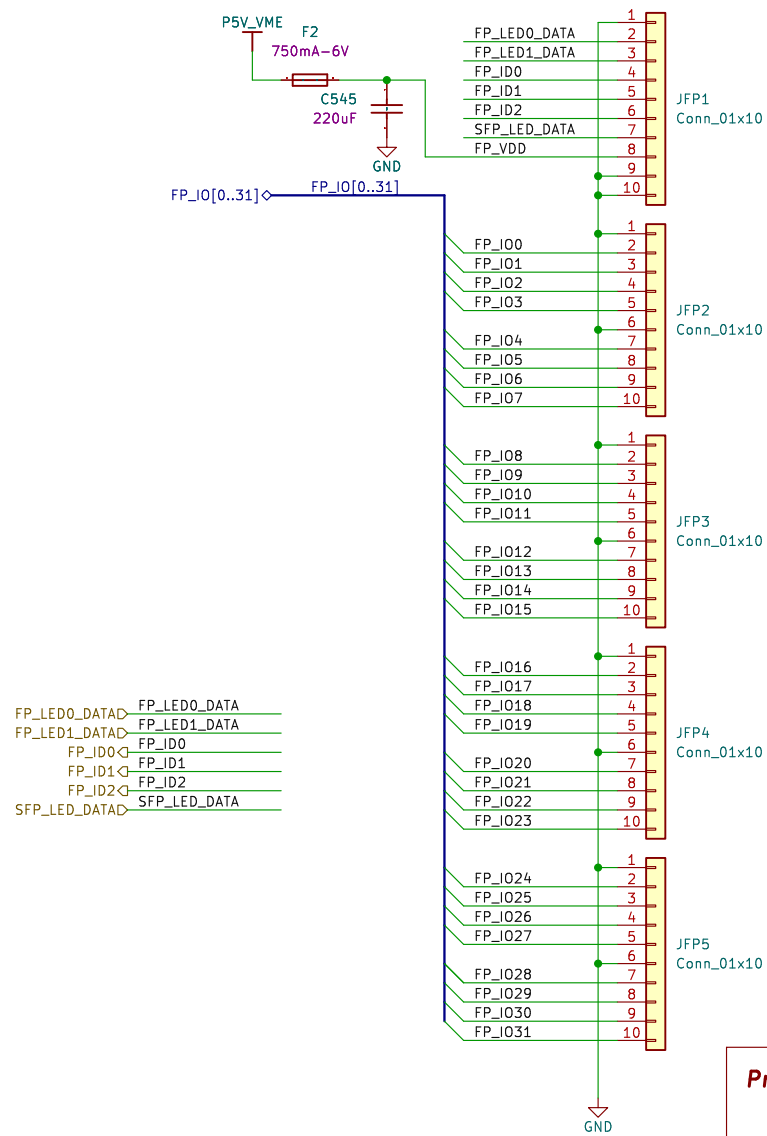 P5V_VME
F2
750mA-6V
C545
220uF
GND
FP_IO[0..31]
FP_IO[0..31]
1
FP_LED0_DATA 2
FP_LED1_DATA 3
FP_ID0 4
FP_ID1 5
FP_ID2 6
SFP_LED_DATA 7
FP_VDD 8
9
10
JFP1
Conn_01x10
1
FP_IO0 2
FP_IO1 3
FP_IO2 4
FP_IO3 5
6
FP_IO4 7
FP_IO5 8
FP_IO6 9
FP_IO7 10
JFP2
Conn_01x10
1
FP_IO8 2
FP_IO9 3
FP_IO10 4
FP_IO11 5
6
FP_IO12 7
FP_IO13 8
FP_IO14 9
FP_IO15 10
JFP3
Conn_01x10
1
FP_IO16 2
FP_IO17 3
FP_IO18 4
FP_IO19 5
6
FP_IO20 7
FP_IO21 8
FP_IO22 9
FP_IO23 10
JFP4
Conn_01x10
FP_LED0_DATA FP_LED0_DATA
FP_LED1_DATA FP_LED1_DATA
FP_ID0 FP_ID0
FP_ID1 FP_ID1
FP_ID2 FP_ID2
SFP_LED_DATA SFP_LED_DATA
1
FP_IO24 2
FP_IO25 3
FP_IO26 4
FP_IO27 5
6
FP_IO28 7
FP_IO29 8
FP_IO30 9
FP_IO31 10
JFP5
Conn_01x10
GND